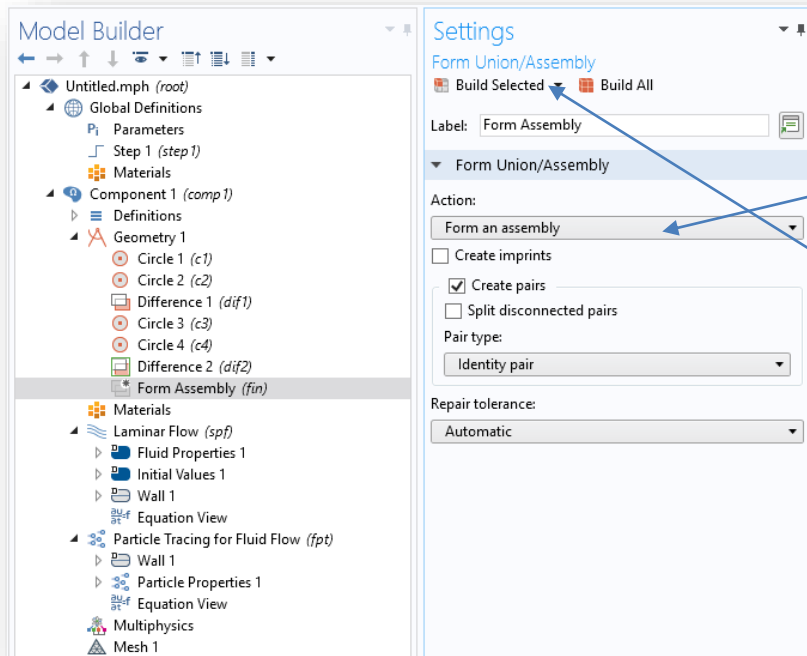 Model Builder
Untitled.mph (root)
Global Definitions
Pi Parameters
Step 1 (step1)
Materials
Component 1 (comp1)
Definitions
Geometry 1
Circle 1 (c1)
Circle 2 (c2)
Difference 1 (dif1)
Circle 3 (c3)
Circle 4 (c4)
Difference 2 (dif2)
Form Assembly (fin)
Materials
Laminar Flow (spf)
Fluid Properties 1
Initial Values 1
Wall 1
Equation View
Particle Tracing for Fluid Flow (fpt)
Wall 1
Particle Properties 1
Equation View
Multiphysics
Mesh 1
Settings
Form Union/Assembly
Build Selected Build All
Label: Form Assembly
Form Union/Assembly
Action:
Form an assembly
Create imprints
Create pairs
Split disconnected pairs
Pair type:
Identity pair
Repair tolerance:
Automatic